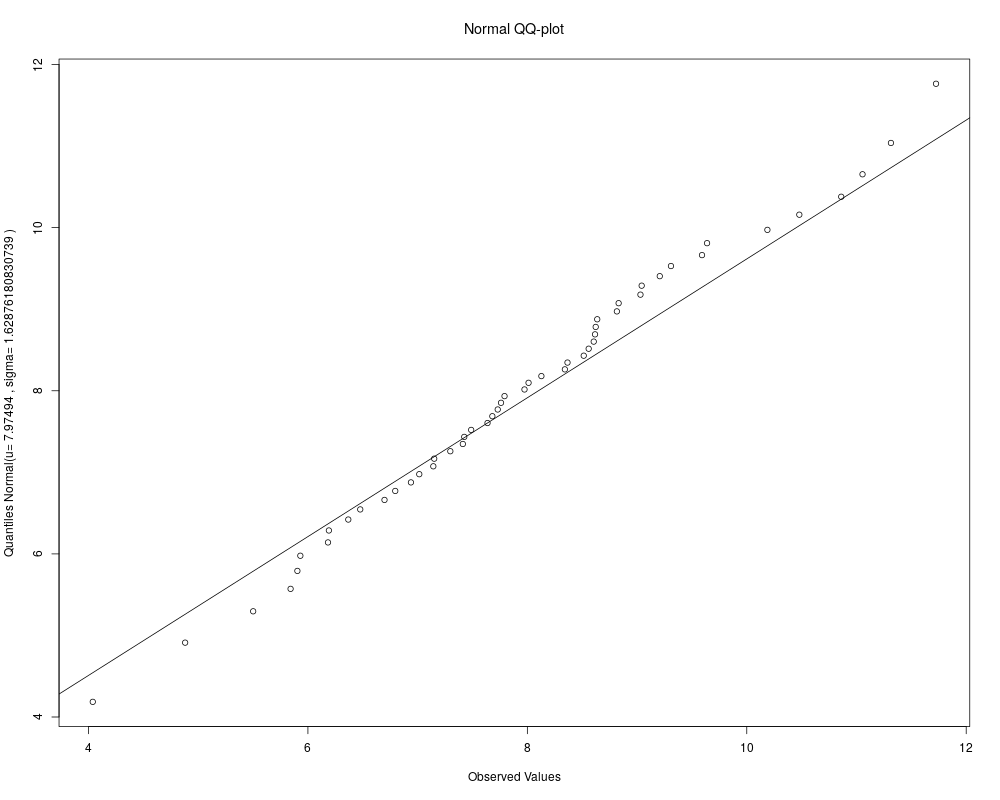 Normal QQ-plot
Quantiles Normal(u= 7.97494 , sigma= 1.62876180830739 )
12
10
8
6
4
4 6 8 10 12
Observed Values